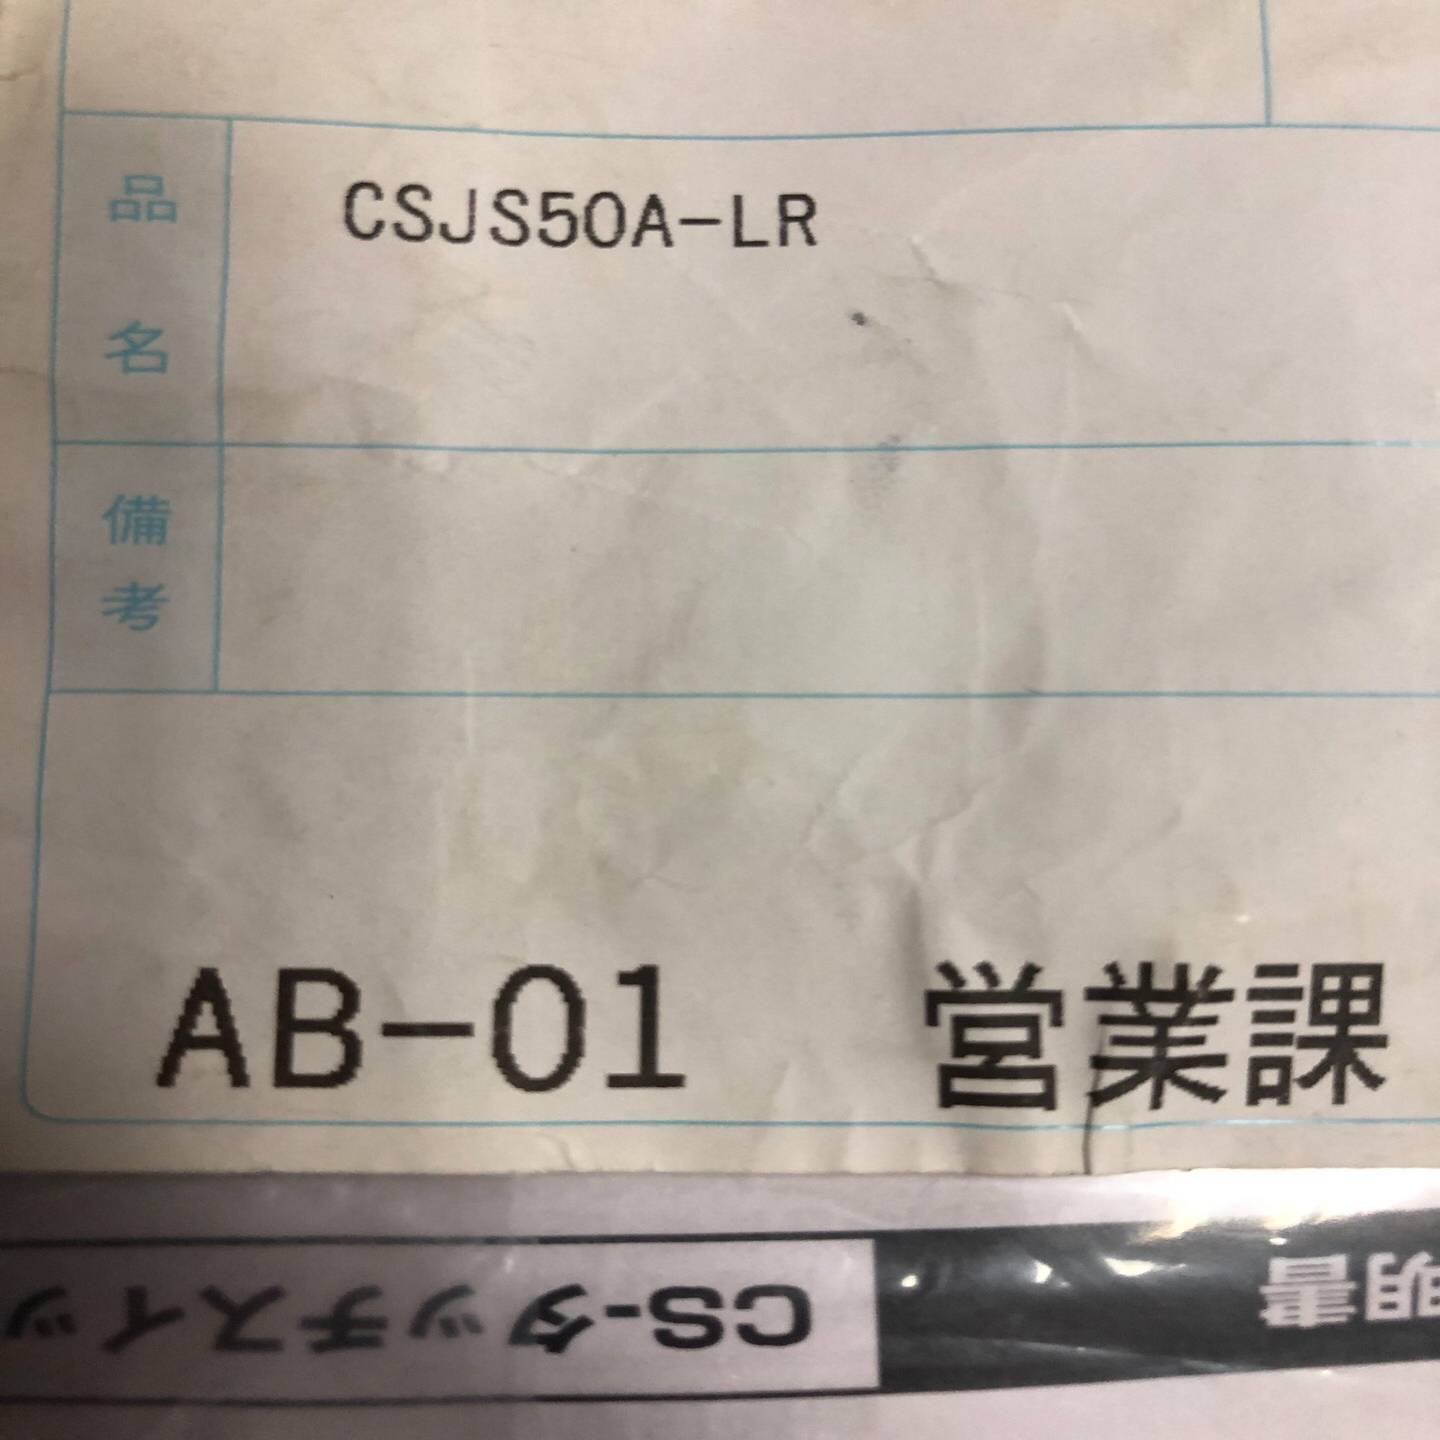 品名
CSJS50A-LR
備考
AB-01 営業課
明書
CS-タッチスイッ